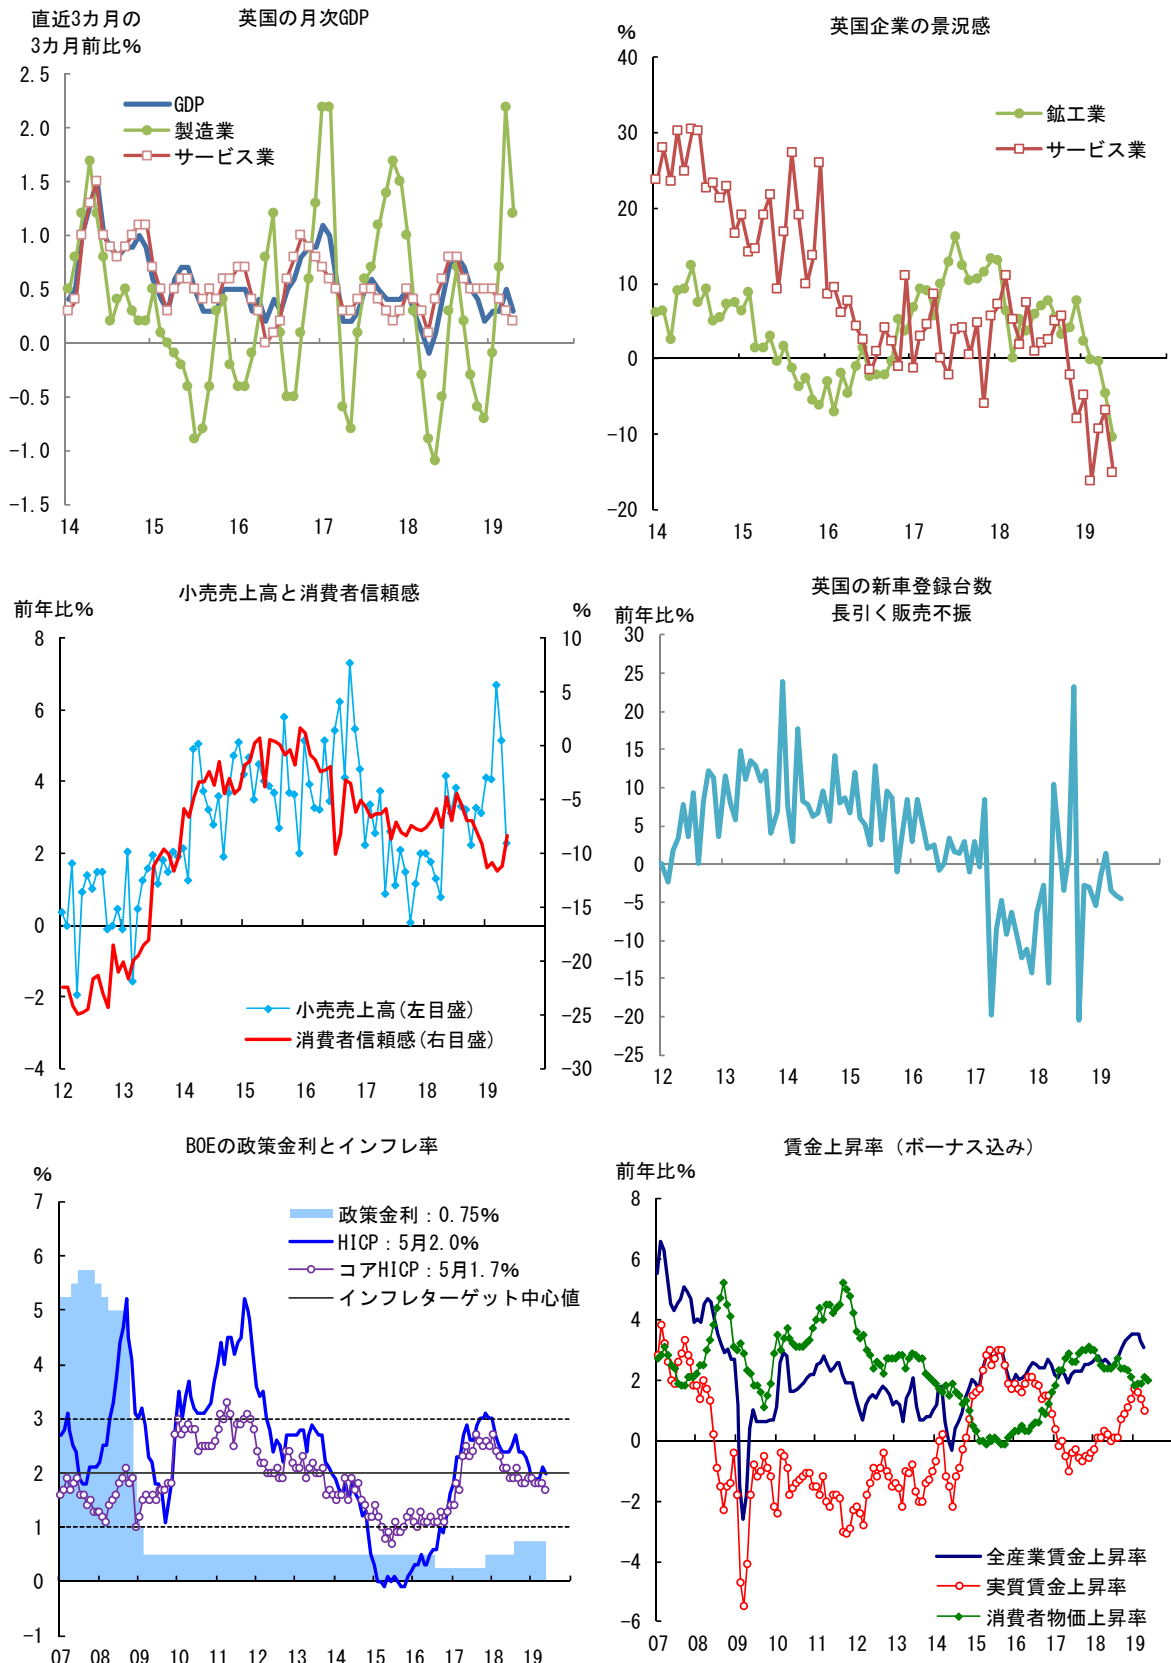 直近3カ月の
3カ月前比%
英国の月次GDP
2.5
2.0
1.5
1.0
0.5
0.0
-0.5
-1.0
-1.5
GDP
製造業
サービス業
14 15 16 17 18 19
英国企業の景況感
%
40
30
20
10
0
-10
-20
鉱工業
サービス業
14 15 16 17 18 19
小売売上高と消費者信頼感
前年比%
%
8
6
4
2
0
-2
-4
10
5
0
-5
-10
-15
-20
-25
-30
小売売上高(左目盛)
消費者信頼感(右目盛)
12 13 14 15 16 17 18 19
英国の新車登録台数
長引く販売不振
前年比%
30
25
20
15
10
5
0
-5
-10
-15
-20
-25
12 13 14 15 16 17 18 19
BOEの政策金利とインフレ率
%
7
6
5
4
3
2
1
0
-1
政策金利：0.75%
HICP：5月2.0%
コアHICP：5月1.7%
インフレターゲット中心値
07 08 09 10 11 12 13 14 15 16 17 18 19
賃金上昇率（ボーナス込み）
前年比%
8
6
4
2
0
-2
-4
-6
全産業賃金上昇率
実質賃金上昇率
消費者物価上昇率
07 08 09 10 11 12 13 14 15 16 17 18 19